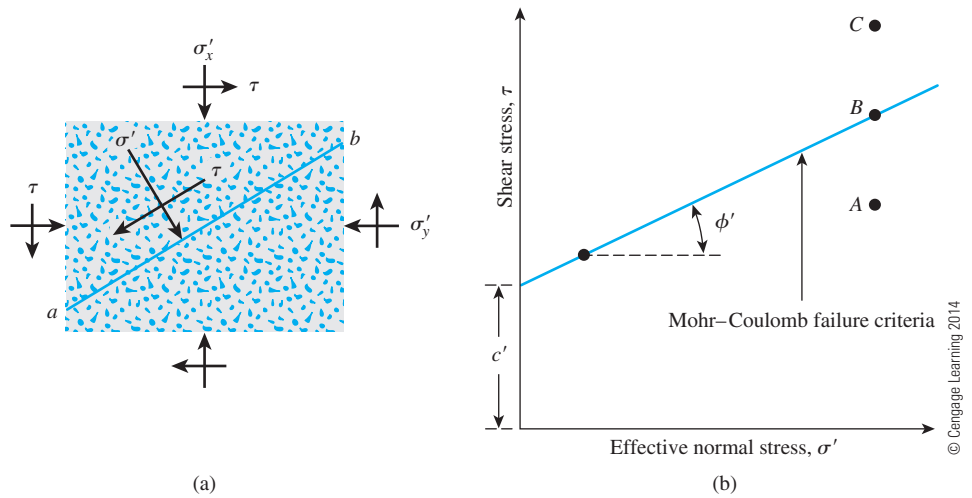 σ′x
τ
σ′
b
τ
τ
σ′y
a
(a)
Shear stress, τ
C
B
A
ϕ′
c′
Mohr–Coulomb failure criteria
Effective normal stress, σ′
(b)
© Cengage Learning 2014